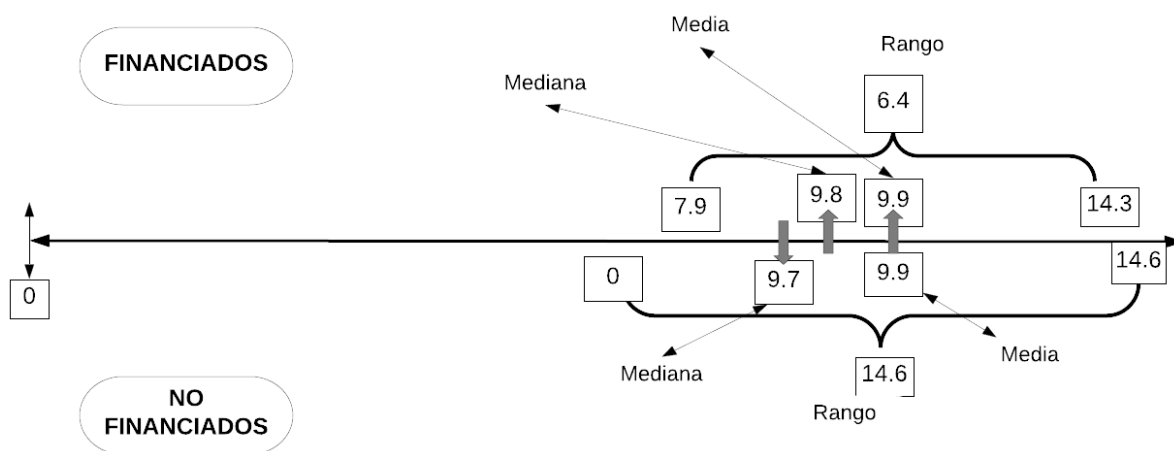 FINANCIADOS
Media
Rango
Mediana
6.4
7.9
9.8
9.9
14.3
0
0
9.7
9.9
14.6
Mediana
Media
14.6
Rango
NO
FINANCIADOS